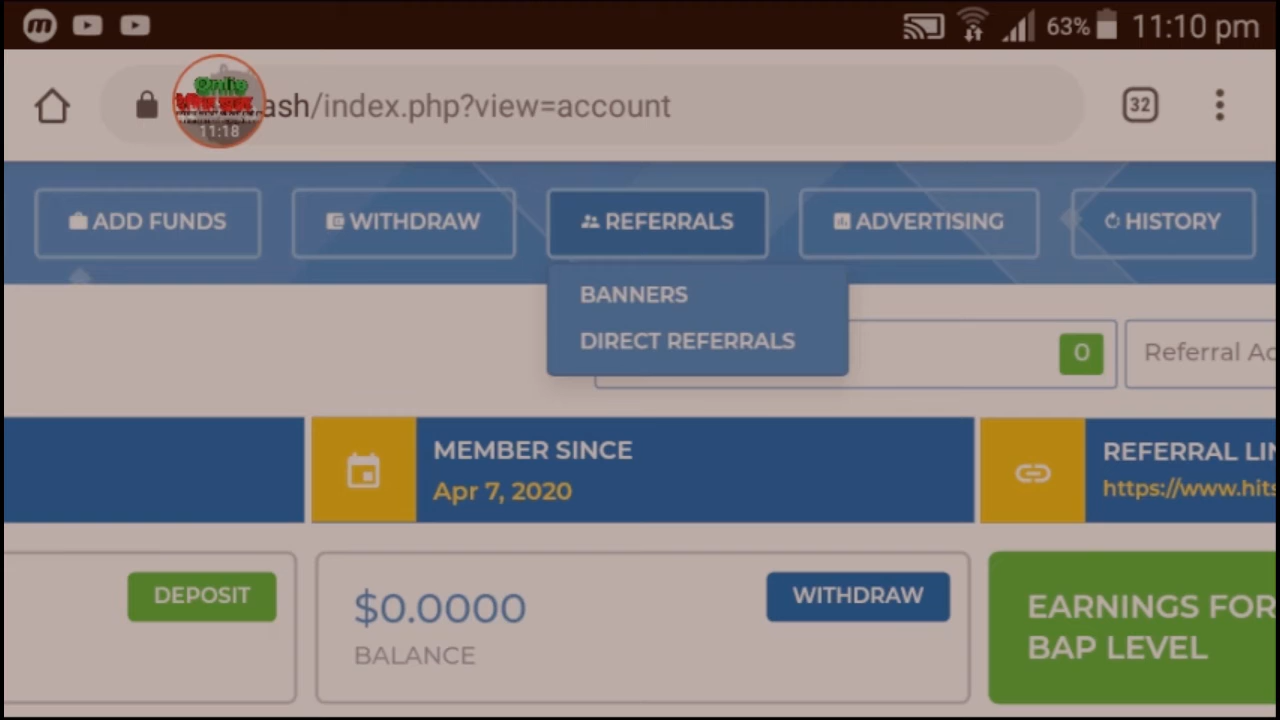 63% 11:10 pm
ash/index.php?view=account
32
11:18
ADD FUNDS
WITHDRAW
REFERRALS
ADVERTISING
HISTORY
BANNERS
DIRECT REFERRALS
0
Referral Ac
MEMBER SINCE
Apr 7, 2020
REFERRAL LIN
https://www.hits
DEPOSIT
$0.0000
BALANCE
WITHDRAW
EARNINGS FOR
BAP LEVEL